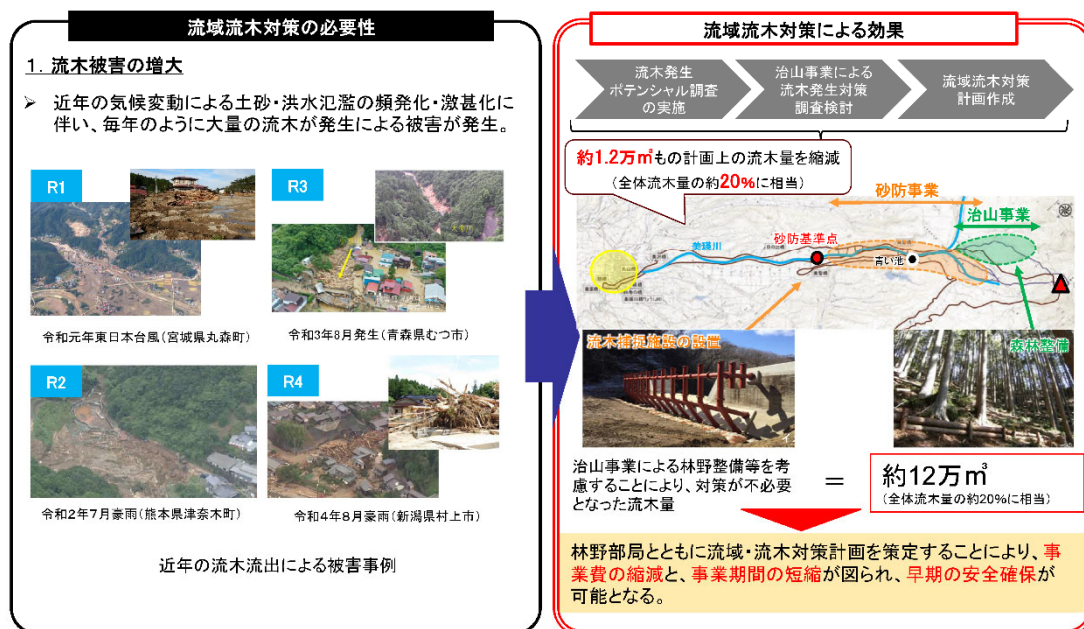 流域流木対策の必要性
1. 流木被害の増大
➢ 近年の気候変動による土砂・洪水氾濫の頻発化・激甚化に
伴い、毎年のように大量の流木が発生による被害が発生。
R1
R3
令和元年東日本台風(宮城県丸森町)
令和3年8月発生(青森県むつ市)
R2
R4
令和2年7月豪雨(熊本県津奈木町)
令和4年8月豪雨(新潟県村上市)
近年の流木流出による被害事例
流域流木対策による効果
流木発生
ポテンシャル調査
の実施
治山事業による
流木発生対策
調査検討
流域流木対策
計画作成
約1.2万㎥もの計画上の流木量を縮減
(全体流木量の約20%に相当)
砂防事業
治山事業
砂防基準点
美瑛川
青い池
流木捕捉施設の設置
森林整備
治山事業による林野整備等を考
慮することにより、対策が不必要
となった流木量
=
約12万㎥
(全体流木量の約20%に相当)
林野部局とともに流域・流木対策計画を策定することにより、事
業費の縮減と、事業期間の短縮が図られ、早期の安全確保が
可能となる。